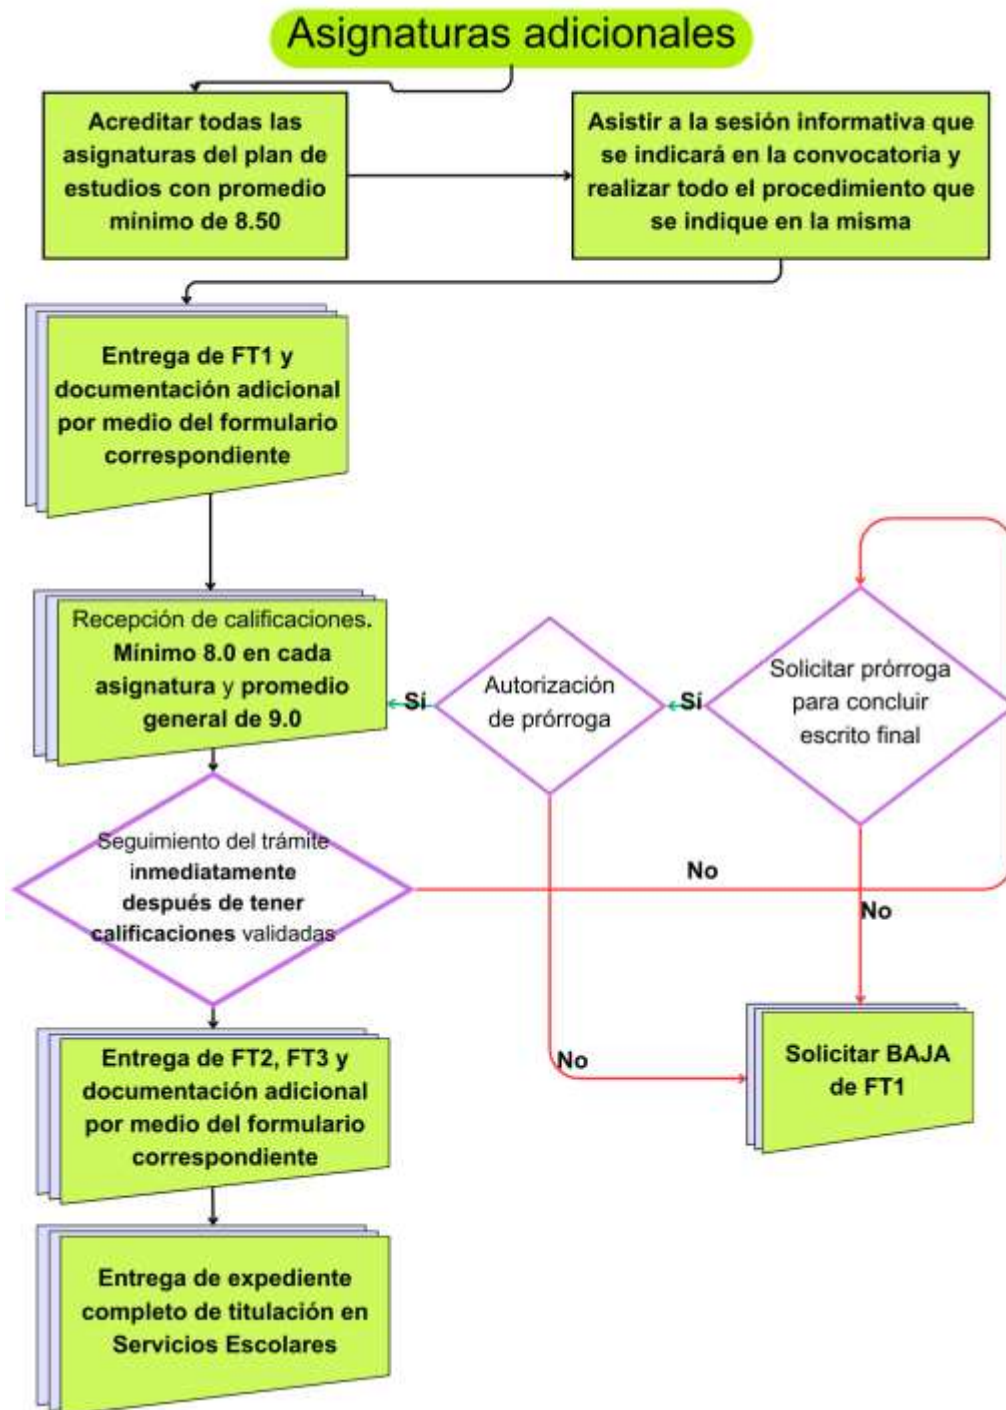 Asignaturas adicionales
Acreditar todas las
asignaturas del plan de
estudios con promedio
mínimo de 8.50
Asistir a la sesión informativa que
se indicará en la convocatoria y
realizar todo el procedimiento que
se indique en la misma
Entrega de FT1 y
documentación adicional
por medio del formulario
correspondiente
Recepción de calificaciones.
Mínimo 8.0 en cada
asignatura y promedio
general de 9.0
Sí
Autorización
de prórroga
Sí
Solicitar prórroga
para concluir
escrito final
Seguimiento del trámite
inmediatamente
después de tener
calificaciones validadas
No
No
Entrega de FT2, FT3 y
documentación adicional
por medio del formulario
correspondiente
No
Solicitar BAJA
de FT1
Entrega de expediente
completo de titulación en
Servicios Escolares